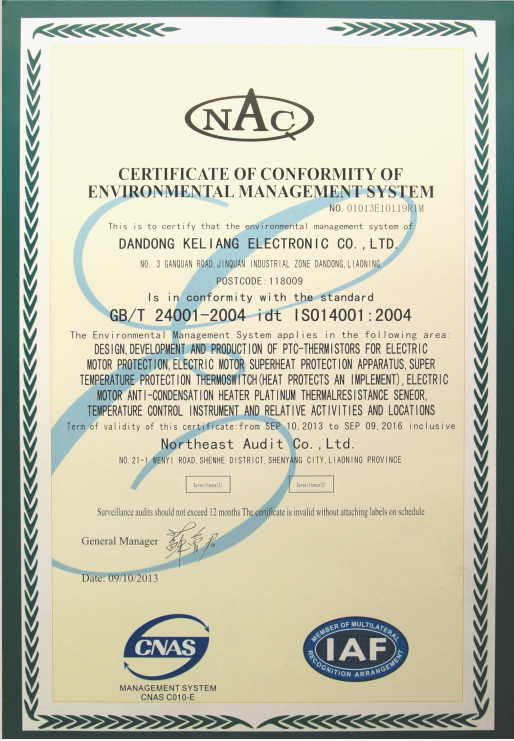 NAC
CERTIFICATE OF CONFORMITY OF
ENVIRONMENTAL MANAGEMENT SYSTEM
NO. 01013E10119R1M
This is to certify that the environmental management system of
DANDONG KELIANG ELECTRONIC CO.,LTD.
NO. 3 GANQUAN ROAD, JINQUAN INDUSTRIAL ZONE DANDONG, LIAONING
POSTCODE:118009
Is in conformity with the standard
GB/T 24001-2004 idt ISO14001:2004
The Environmental Management System applies in the following area:
DESIGN, DEVELOPMENT AND PRODUCTION OF PTC-THERMISTORS FOR ELECTRIC
MOTOR PROTECTION, ELECTRIC MOTOR SUPERHEAT PROTECTION APPARATUS, SUPER
TEMPERATURE PROTECTION THERMOSWITCH(HEAT PROTECTS AN IMPLEMENT), ELECTRIC
MOTOR ANTI-CONDENSATION HEATER PLATINUM THERMALRESISTANCE SENEOR,
TEMPERATURE CONTROL INSTRUMENT AND RELATIVE ACTIVITIES AND LOCATIONS
Term of validity of this certificate:from SEP 10, 2013 to SEP 09, 2016 inclusive
Northeast Audit Co., Ltd.
NO. 21-1 WENYI ROAD, SHENHE DISTRICT, SHENYANG CITY, LIAONING PROVINCE
Surveillance(1) Surveillance(2)
Surveillance audits should not exceed 12 months The certificate is invalid without attaching labels on schedule
General Manager
Date: 09/10/2013
CNAS
MANAGEMENT SYSTEM
CNAS C010-E
MEMBER OF MULTILATERAL
IAF
RECOGNITION ARRANGEMENT